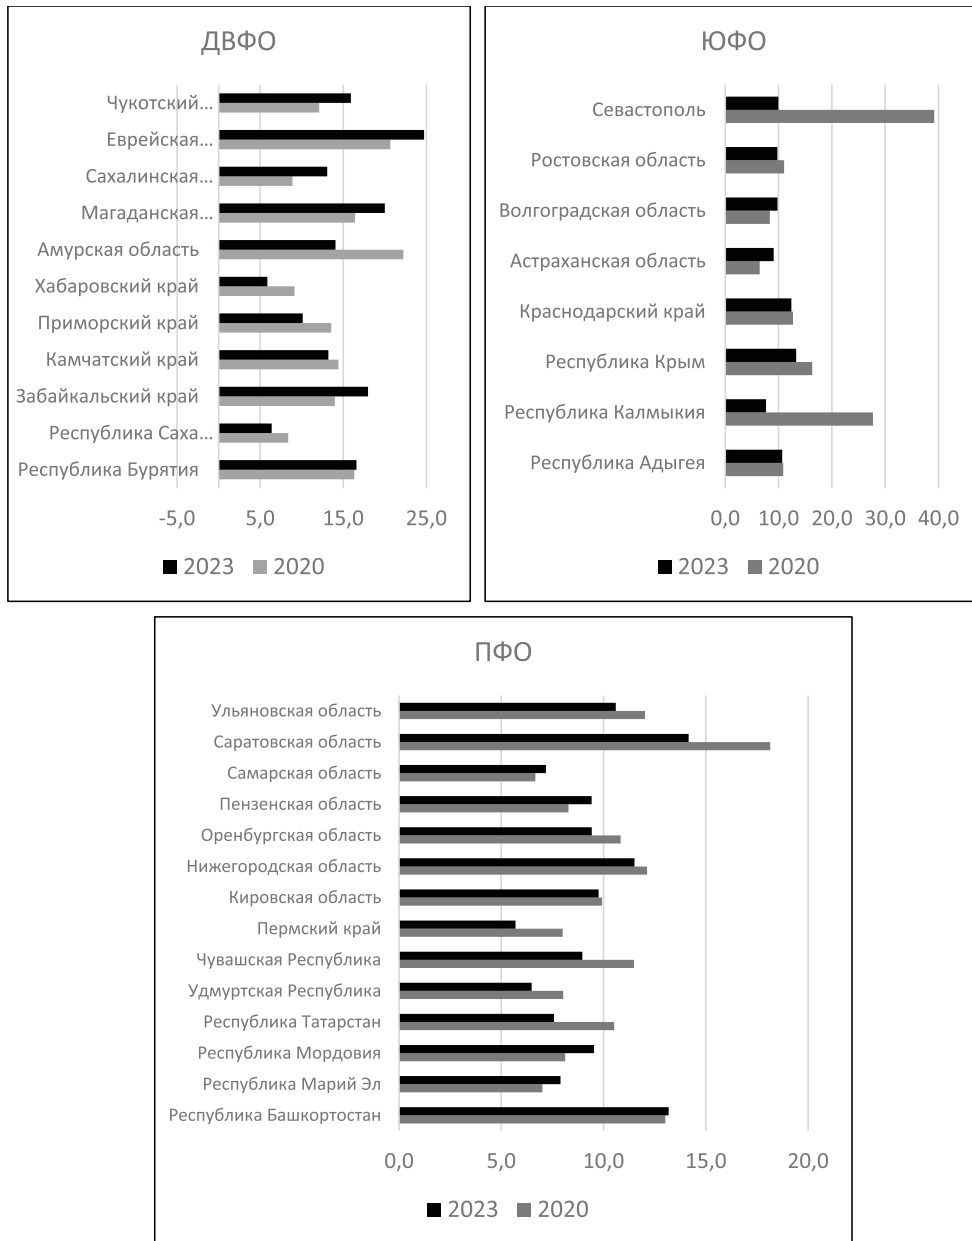 ДВФО
Чукотский...
Еврейская...
Сахалинская...
Магаданская...
Амурская область
Хабаровский край
Приморский край
Камчатский край
Забайкальский край
Республика Саха...
Республика Бурятия
-5,0 5,0 15,0 25,0
2023 2020
ЮФО
Севастополь
Ростовская область
Волгоградская область
Астраханская область
Краснодарский край
Республика Крым
Республика Калмыкия
Республика Адыгея
0,0 10,0 20,0 30,0 40,0
2023 2020
ПФО
Ульяновская область
Саратовская область
Самарская область
Пензенская область
Оренбургская область
Нижегородская область
Кировская область
Пермский край
Чувашская Республика
Удмуртская Республика
Республика Татарстан
Республика Мордовия
Республика Марий Эл
Республика Башкортостан
0,0 5,0 10,0 15,0 20,0
2023 2020